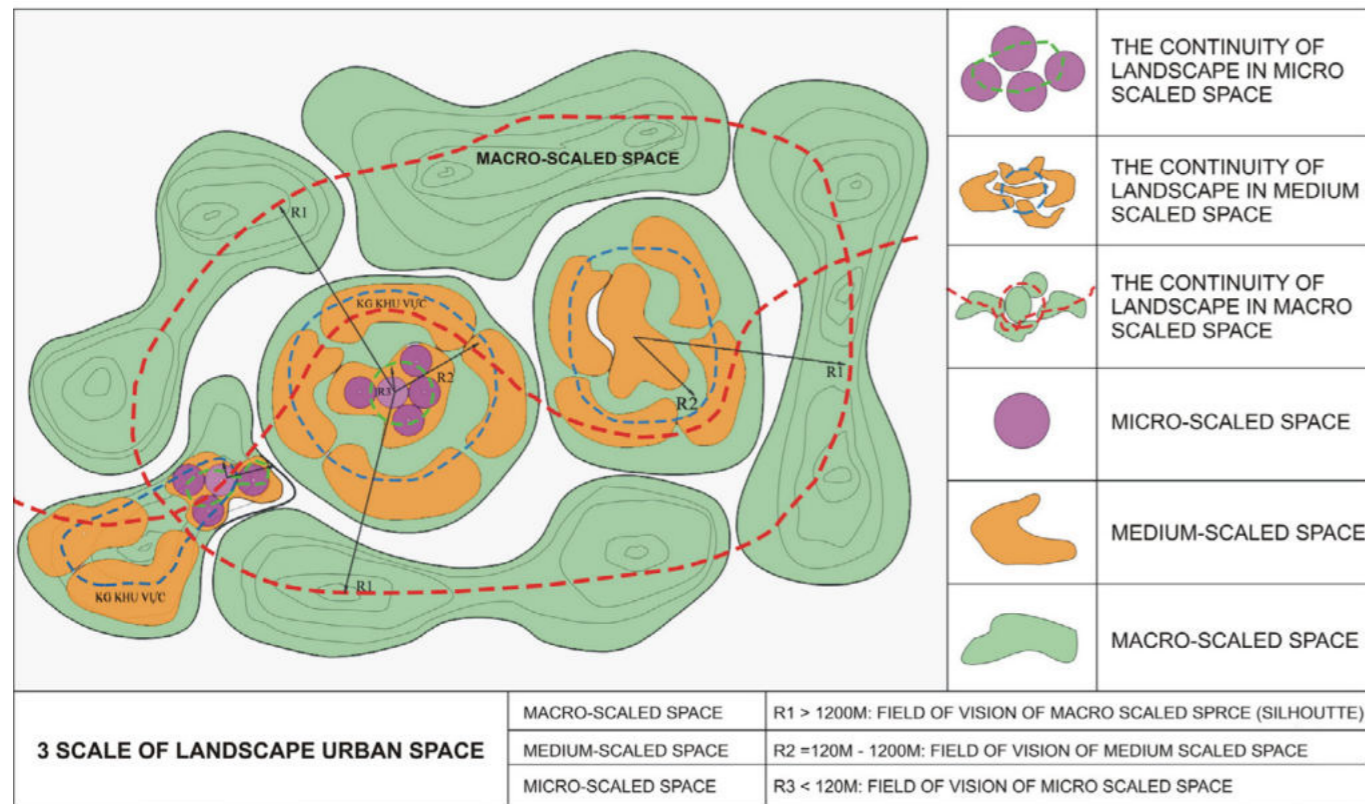 MACRO-SCALED SPACE
R1
KG KHU VỰC
R2
R3
R1
R2
R1
KG KHU VỰC
THE CONTINUITY OF
LANDSCAPE IN MICRO
SCALED SPACE
THE CONTINUITY OF
LANDSCAPE IN MEDIUM
SCALED SPACE
THE CONTINUITY OF
LANDSCAPE IN MACRO
SCALED SPACE
MICRO-SCALED SPACE
MEDIUM-SCALED SPACE
MACRO-SCALED SPACE
3 SCALE OF LANDSCAPE URBAN SPACE
MACRO-SCALED SPACE
R1 > 1200M: FIELD OF VISION OF MACRO SCALED SPRCE (SILHOUTTE)
MEDIUM-SCALED SPACE
R2 =120M - 1200M: FIELD OF VISION OF MEDIUM SCALED SPACE
MICRO-SCALED SPACE
R3 < 120M: FIELD OF VISION OF MICRO SCALED SPACE